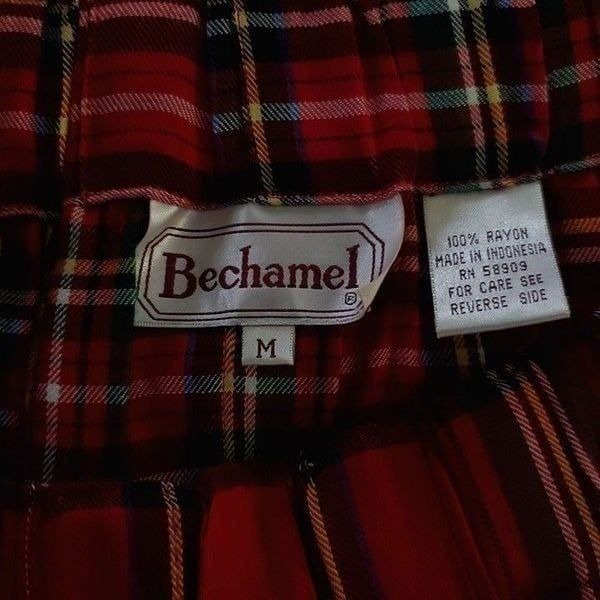 Bechamel®
M
100% RAYON
MADE IN INDONESIA
RN 58909
FOR CARE SEE
REVERSE SIDE